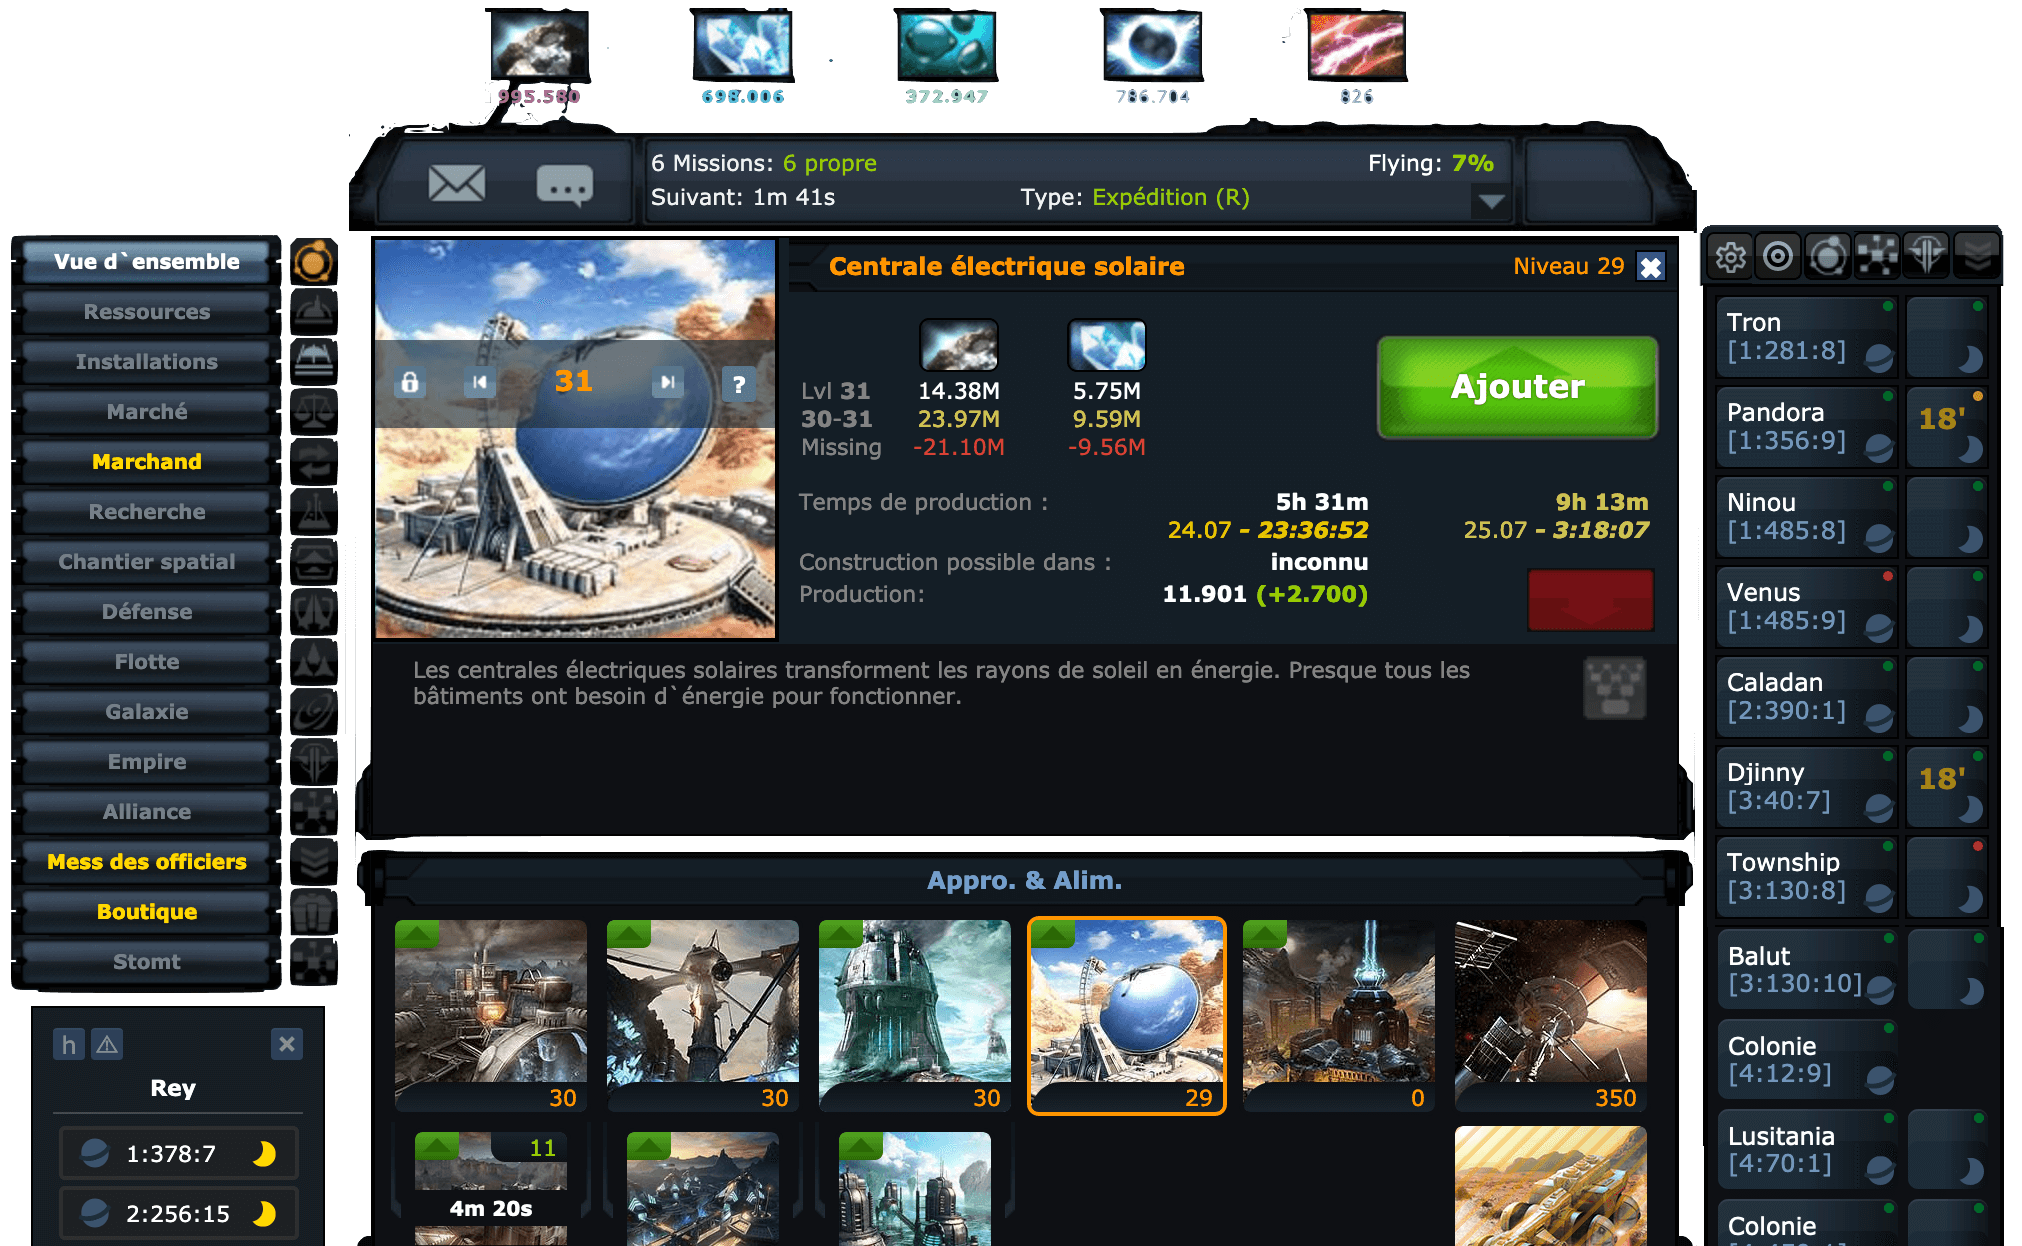 995.580
698.006
372.947
786.704
826
6 Missions: 6 propre
Flying: 7%
Suivant: 1m 41s
Type: Expédition (R)
Vue d`ensemble
Ressources
Installations
Marché
Marchand
Recherche
Chantier spatial
Défense
Flotte
Galaxie
Empire
Alliance
Mess des officiers
Boutique
Stomt
h
Rey
1:378:7
2:256:15
31
?
Centrale électrique solaire
Niveau 29
Lvl 31 14.38M 5.75M
30-31 23.97M 9.59M
Missing -21.10M -9.56M
Ajouter
Temps de production : 5h 31m 9h 13m
24.07 - 23:36:52 25.07 - 3:18:07
Construction possible dans : inconnu
Production: 11.901 (+2.700)
Les centrales électriques solaires transforment les rayons de soleil en énergie. Presque tous les
bâtiments ont besoin d`énergie pour fonctionner.
Appro. & Alim.
30
30
30
29
0
350
11
4m 20s
Tron
[1:281:8]
Pandora
[1:356:9]
18'
Ninou
[1:485:8]
Venus
[1:485:9]
Caladan
[2:390:1]
Djinny
[3:40:7]
18'
Township
[3:130:8]
Balut
[3:130:10]
Colonie
[4:12:9]
Lusitania
[4:70:1]
Colonie